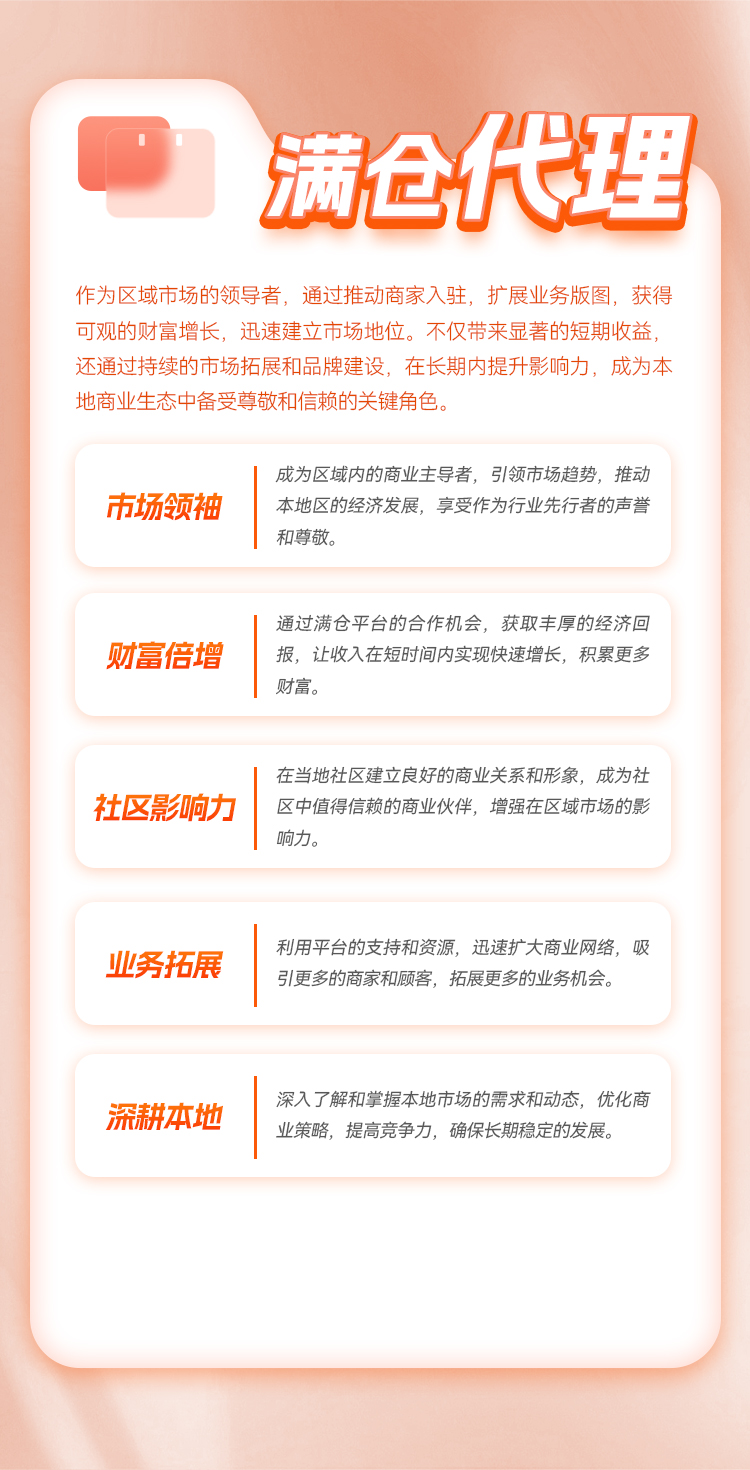 满仓代理
作为区域市场的领导者，通过推动商家入驻，扩展业务版图，获得
可观的财富增长，迅速建立市场地位。不仅带来显著的短期收益，
还通过持续的市场拓展和品牌建设，在长期内提升影响力，成为本
地商业生态中备受尊敬和信赖的关键角色。
市场领袖
成为区域内的商业主导者，引领市场趋势，推动
本地区的经济发展，享受作为行业先行者的声誉
和尊敬。
财富倍增
通过满仓平台的合作机会，获取丰厚的经济回
报，让收入在短时间内实现快速增长，积累更多
财富。
社区影响力
在当地社区建立良好的商业关系和形象，成为社
区中值得信赖的商业伙伴，增强在区域市场的影
响力。
业务拓展
利用平台的支持和资源，迅速扩大商业网络，吸
引更多的商家和顾客，拓展更多的业务机会。
深耕本地
深入了解和掌握本地市场的需求和动态，优化商
业策略，提高竞争力，确保长期稳定的发展。